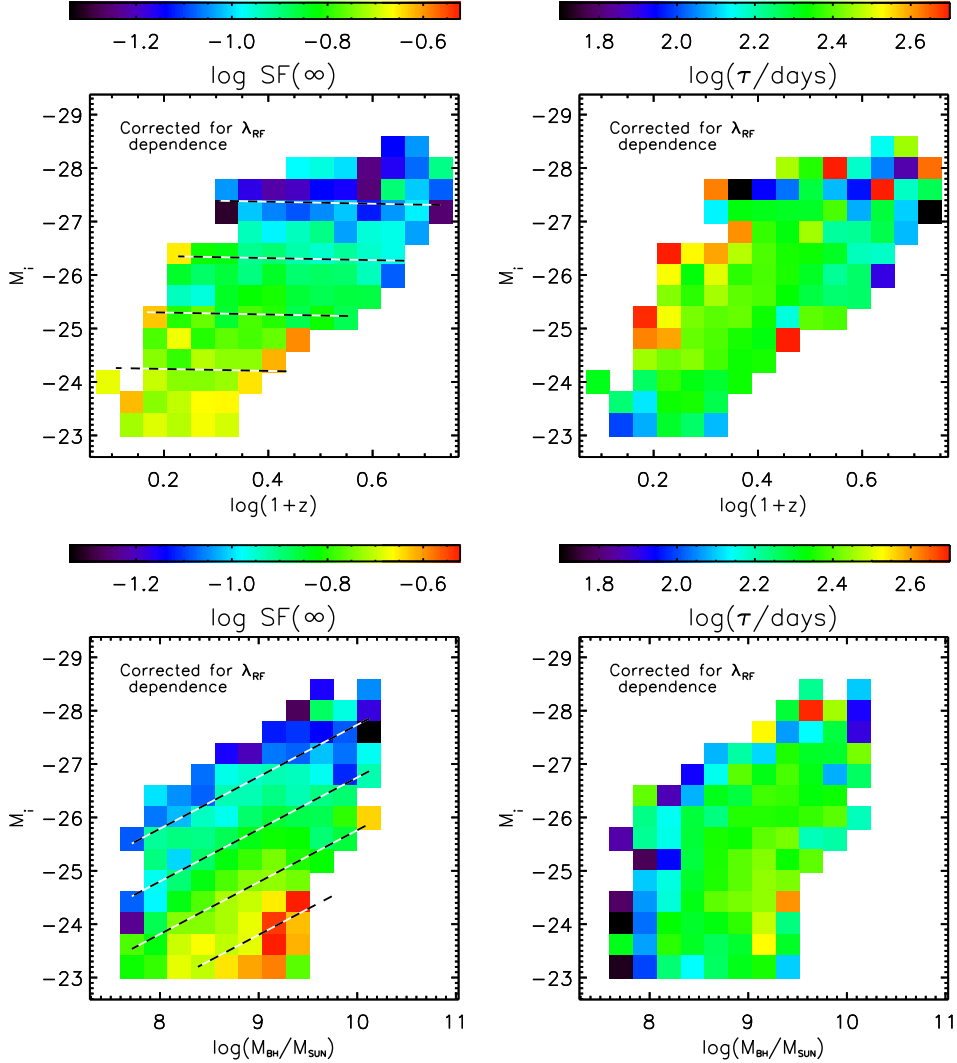 −1.2 −1.0 −0.8 −0.6
log SF(∞)
1.8 2.0 2.2 2.4 2.6
log(τ/days)
Corrected for λRF
dependence
−29
−28
−27
−26
−25
−24
−23
Mi
0.2 0.4 0.6
log(1+z)
Corrected for λRF
dependence
−29
−28
−27
−26
−25
−24
−23
Mi
0.2 0.4 0.6
log(1+z)
−1.2 −1.0 −0.8 −0.6
log SF(∞)
1.8 2.0 2.2 2.4 2.6
log(τ/days)
Corrected for λRF
dependence
−29
−28
−27
−26
−25
−24
−23
Mi
8 9 10 11
log(MBH/MSUN)
Corrected for λRF
dependence
−29
−28
−27
−26
−25
−24
−23
Mi
8 9 10 11
log(MBH/MSUN)